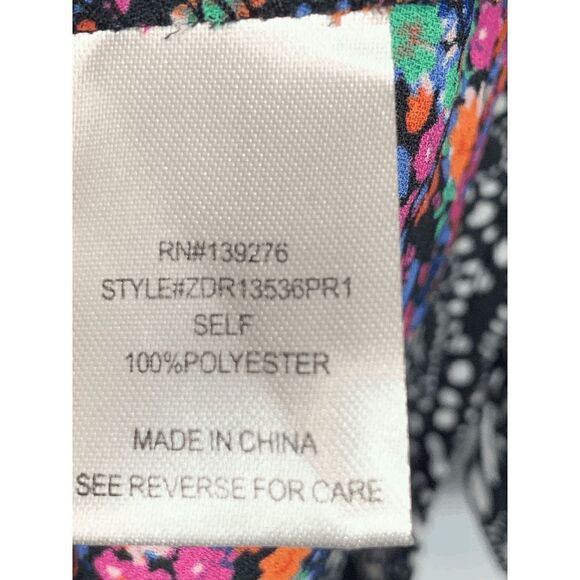 RN#139276
STYLE#ZDR13536PR1
SELF
100%POLYESTER
MADE IN CHINA
SEE REVERSE FOR CARE